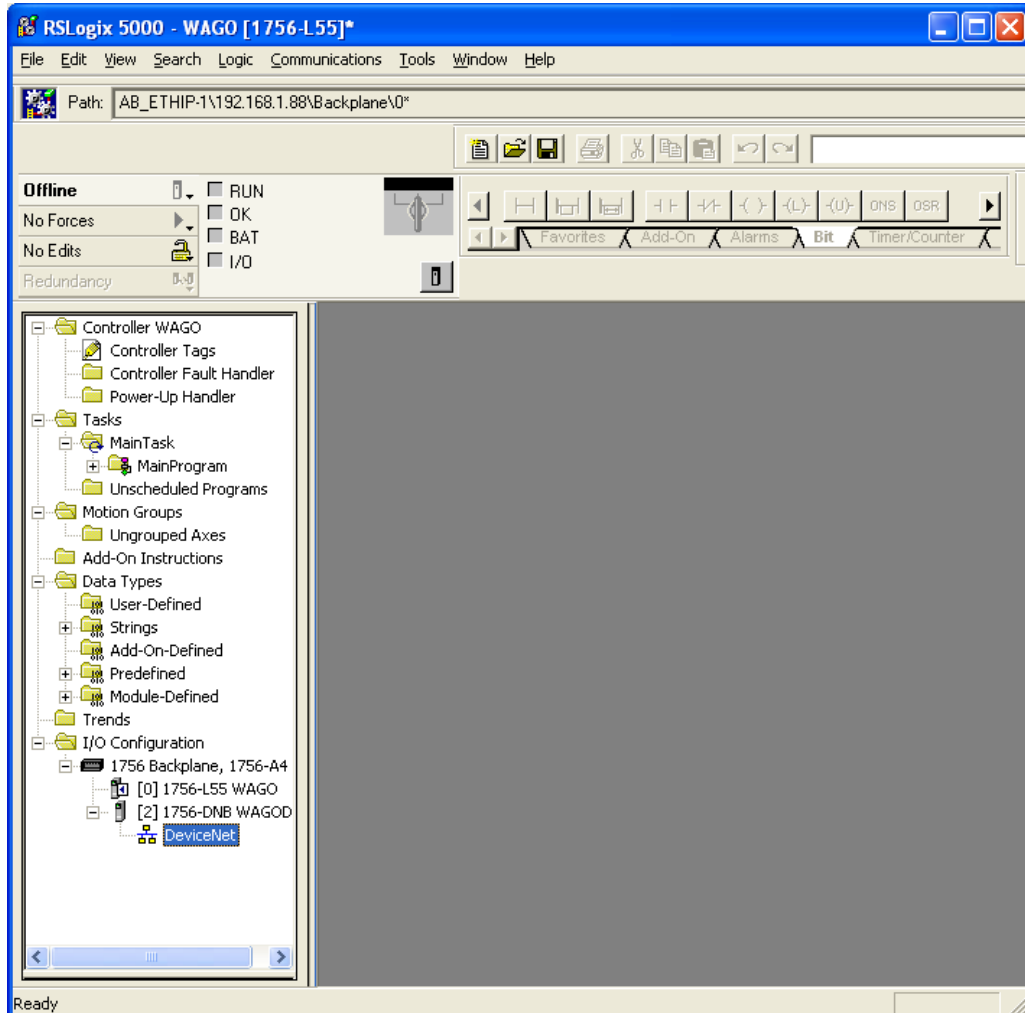 RSLogix 5000 - WAGO [1756-L55]*
File Edit View Search Logic Communications Tools Window Help
Path: AB_ETHIP-1\192.168.1.88\Backplane\0*
Offline
RUN
No Forces
OK
No Edits
BAT
I/O
Redundancy
-(L)- -(U)- ONS OSR
Favorites Add-On Alarms Bit Timer/Counter
Controller WAGO
Controller Tags
Controller Fault Handler
Power-Up Handler
Tasks
MainTask
MainProgram
Unscheduled Programs
Motion Groups
Ungrouped Axes
Add-On Instructions
Data Types
User-Defined
Strings
Add-On-Defined
Predefined
Module-Defined
Trends
I/O Configuration
1756 Backplane, 1756-A4
[0] 1756-L55 WAGO
[2] 1756-DNB WAGOD
DeviceNet
Ready